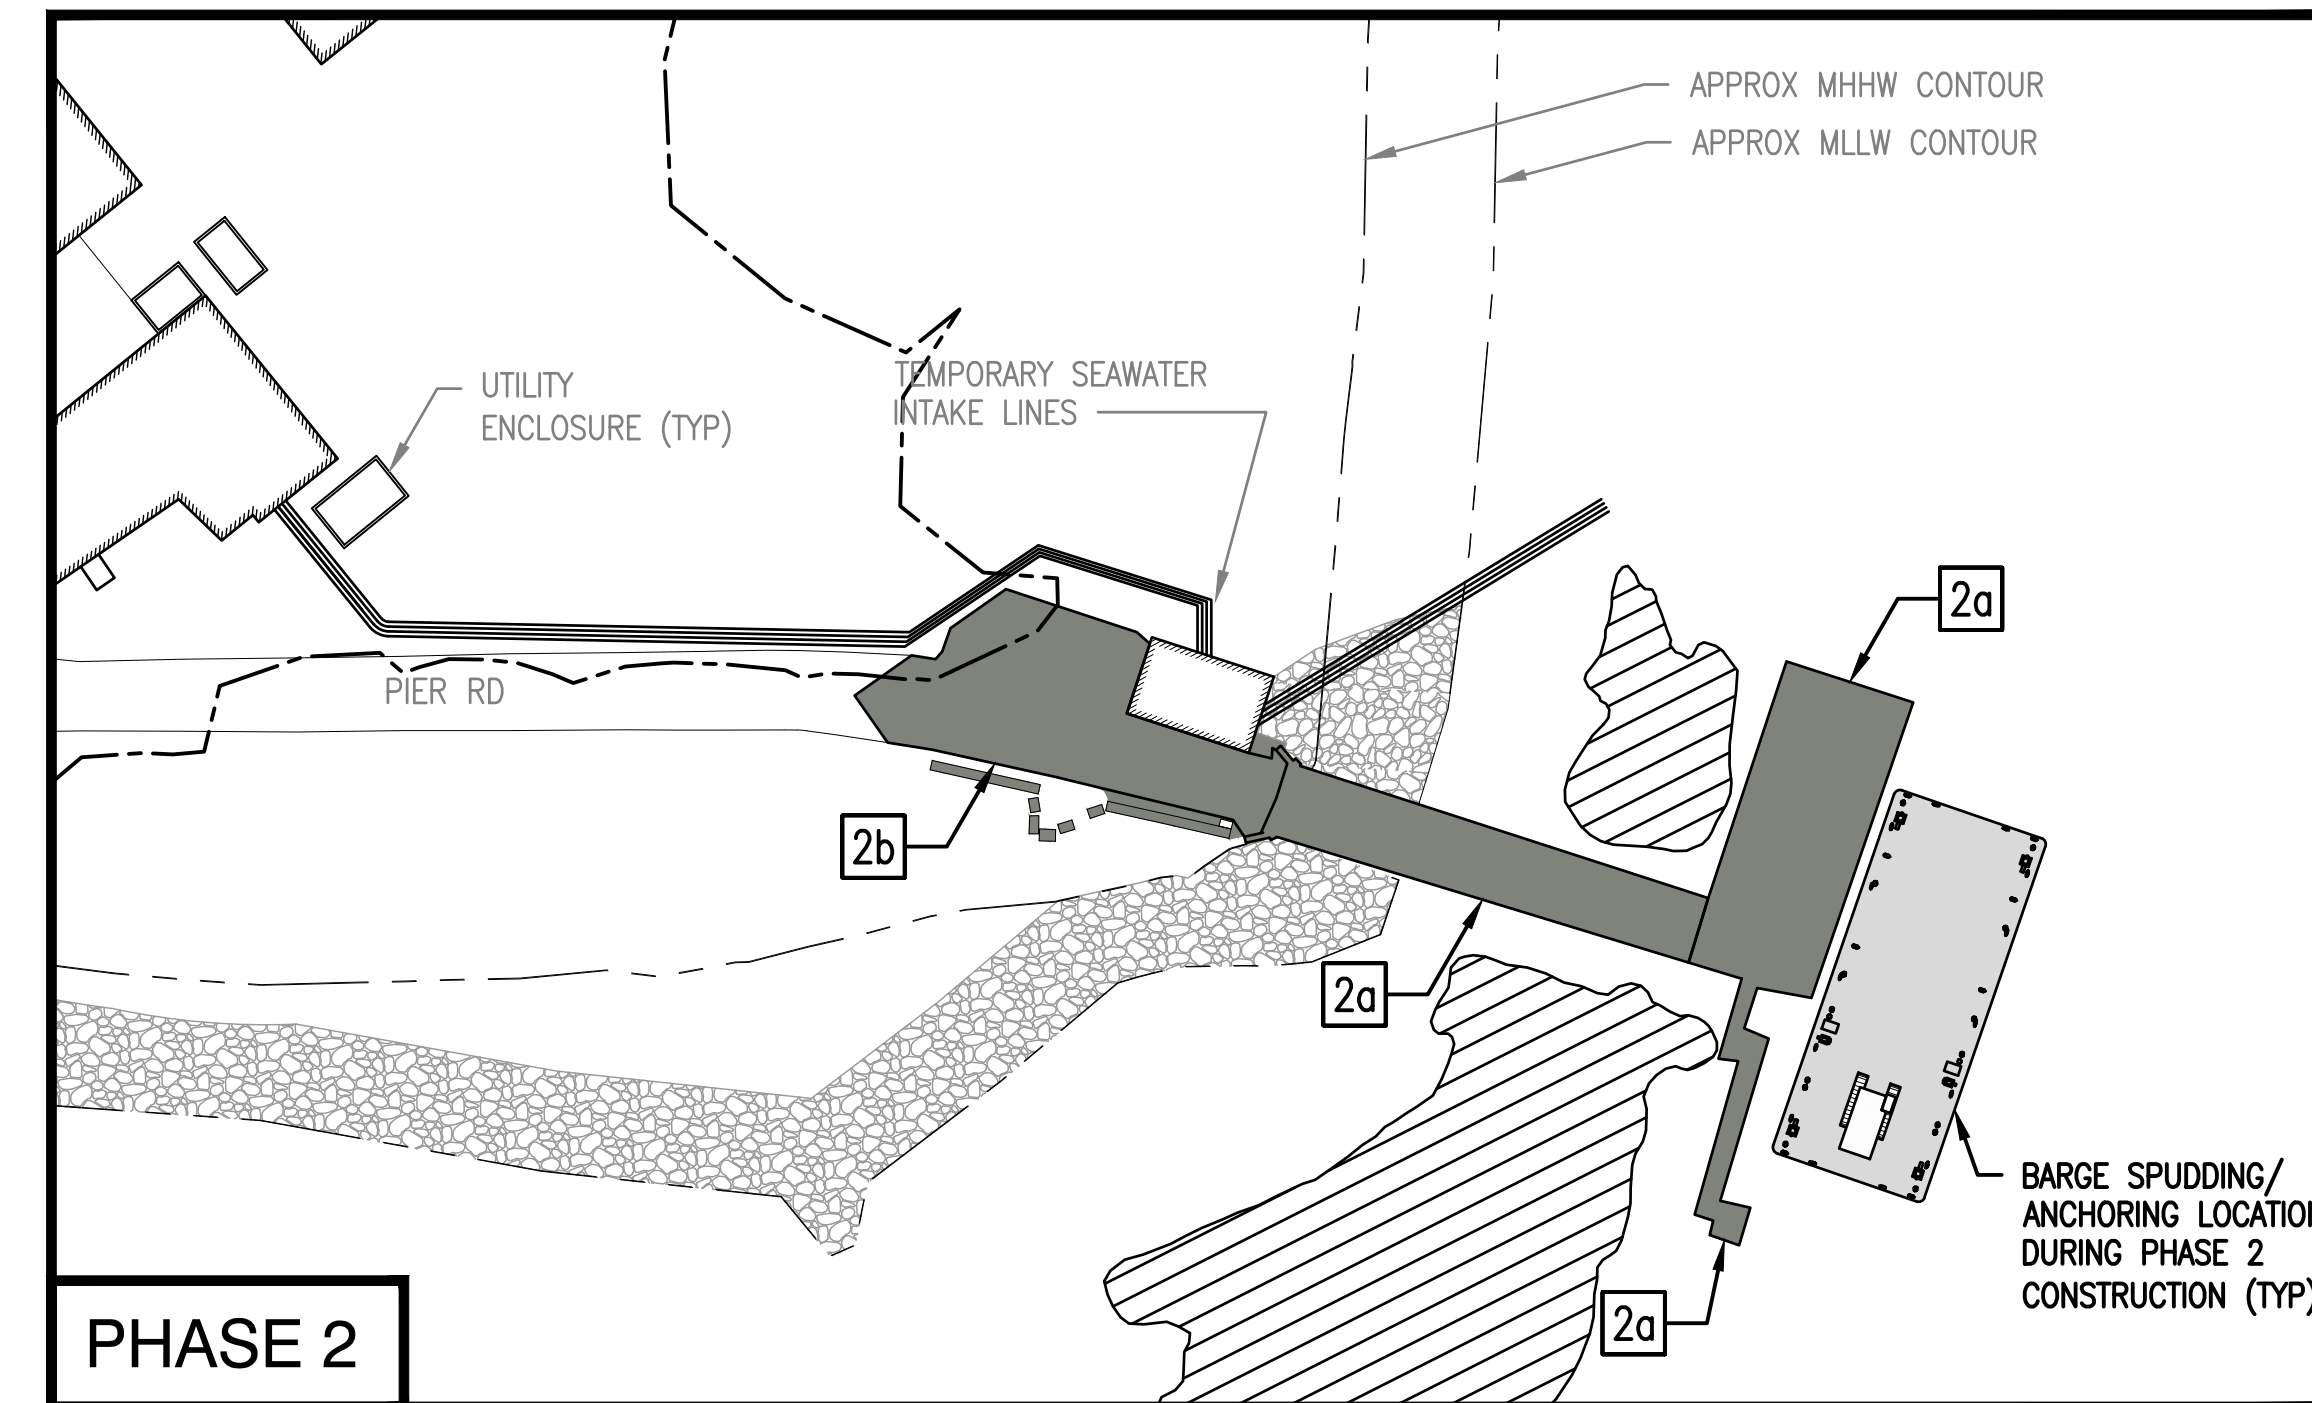 APPROX MHHW CONTOUR
APPROX MLLW CONTOUR
TEMPORARY SEAWATER
INTAKE LINES
UTILITY
ENCLOSURE (TYP)
2a
PIER RD
2b
2a
BARGE SPUDDING/
ANCHORING LOCATION
DURING PHASE 2
CONSTRUCTION (TYP)
2a
PHASE 2